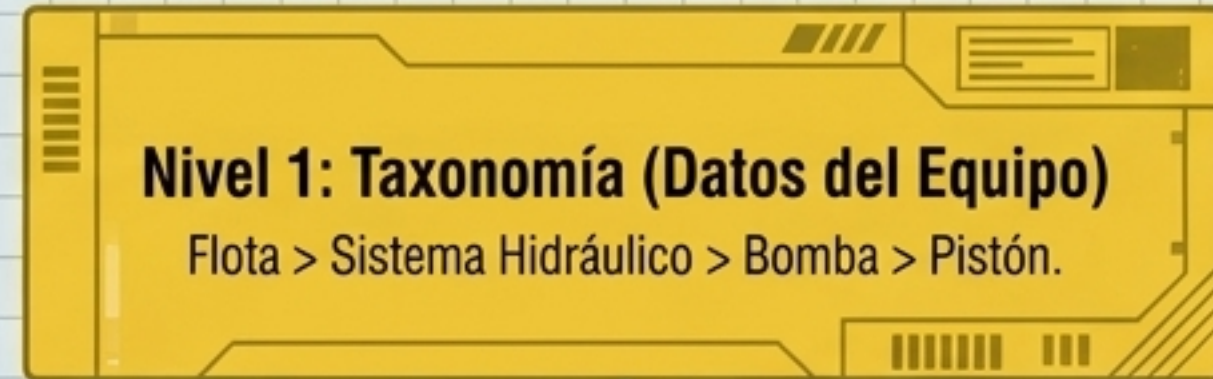 Nivel 1: Taxonomía (Datos del Equipo)
Flota > Sistema Hidráulico > Bomba > Pistón.